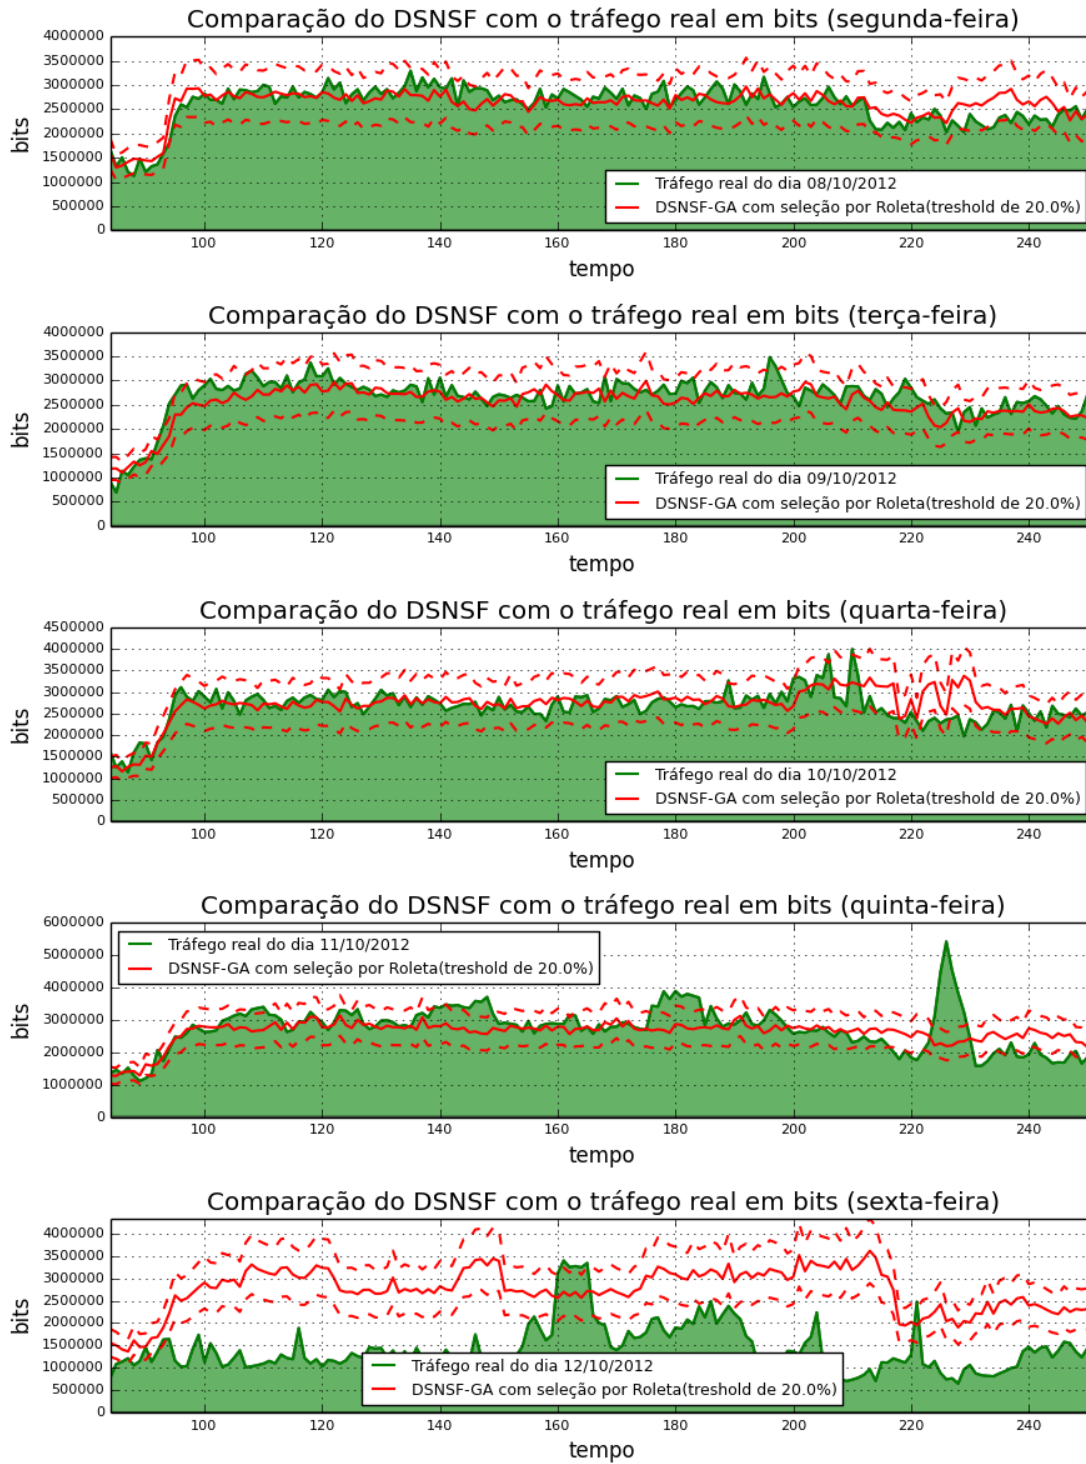 Comparação do DSNSF com o tráfego real em bits (segunda-feira)
4000000
3500000
3000000
2500000
2000000
1500000
1000000
500000
0
bits
Tráfego real do dia 08/10/2012
DSNSF-GA com seleção por Roleta(treshold de 20.0%)
100 120 140 160 180 200 220 240
tempo
Comparação do DSNSF com o tráfego real em bits (terça-feira)
4000000
3500000
3000000
2500000
2000000
1500000
1000000
500000
0
bits
Tráfego real do dia 09/10/2012
DSNSF-GA com seleção por Roleta(treshold de 20.0%)
100 120 140 160 180 200 220 240
tempo
Comparação do DSNSF com o tráfego real em bits (quarta-feira)
4500000
4000000
3500000
3000000
2500000
2000000
1500000
1000000
500000
0
bits
Tráfego real do dia 10/10/2012
DSNSF-GA com seleção por Roleta(treshold de 20.0%)
100 120 140 160 180 200 220 240
tempo
Comparação do DSNSF com o tráfego real em bits (quinta-feira)
6000000
5000000
4000000
3000000
2000000
1000000
0
bits
Tráfego real do dia 11/10/2012
DSNSF-GA com seleção por Roleta(treshold de 20.0%)
100 120 140 160 180 200 220 240
tempo
Comparação do DSNSF com o tráfego real em bits (sexta-feira)
4000000
3500000
3000000
2500000
2000000
1500000
1000000
500000
0
bits
Tráfego real do dia 12/10/2012
DSNSF-GA com seleção por Roleta(treshold de 20.0%)
100 120 140 160 180 200 220 240
tempo